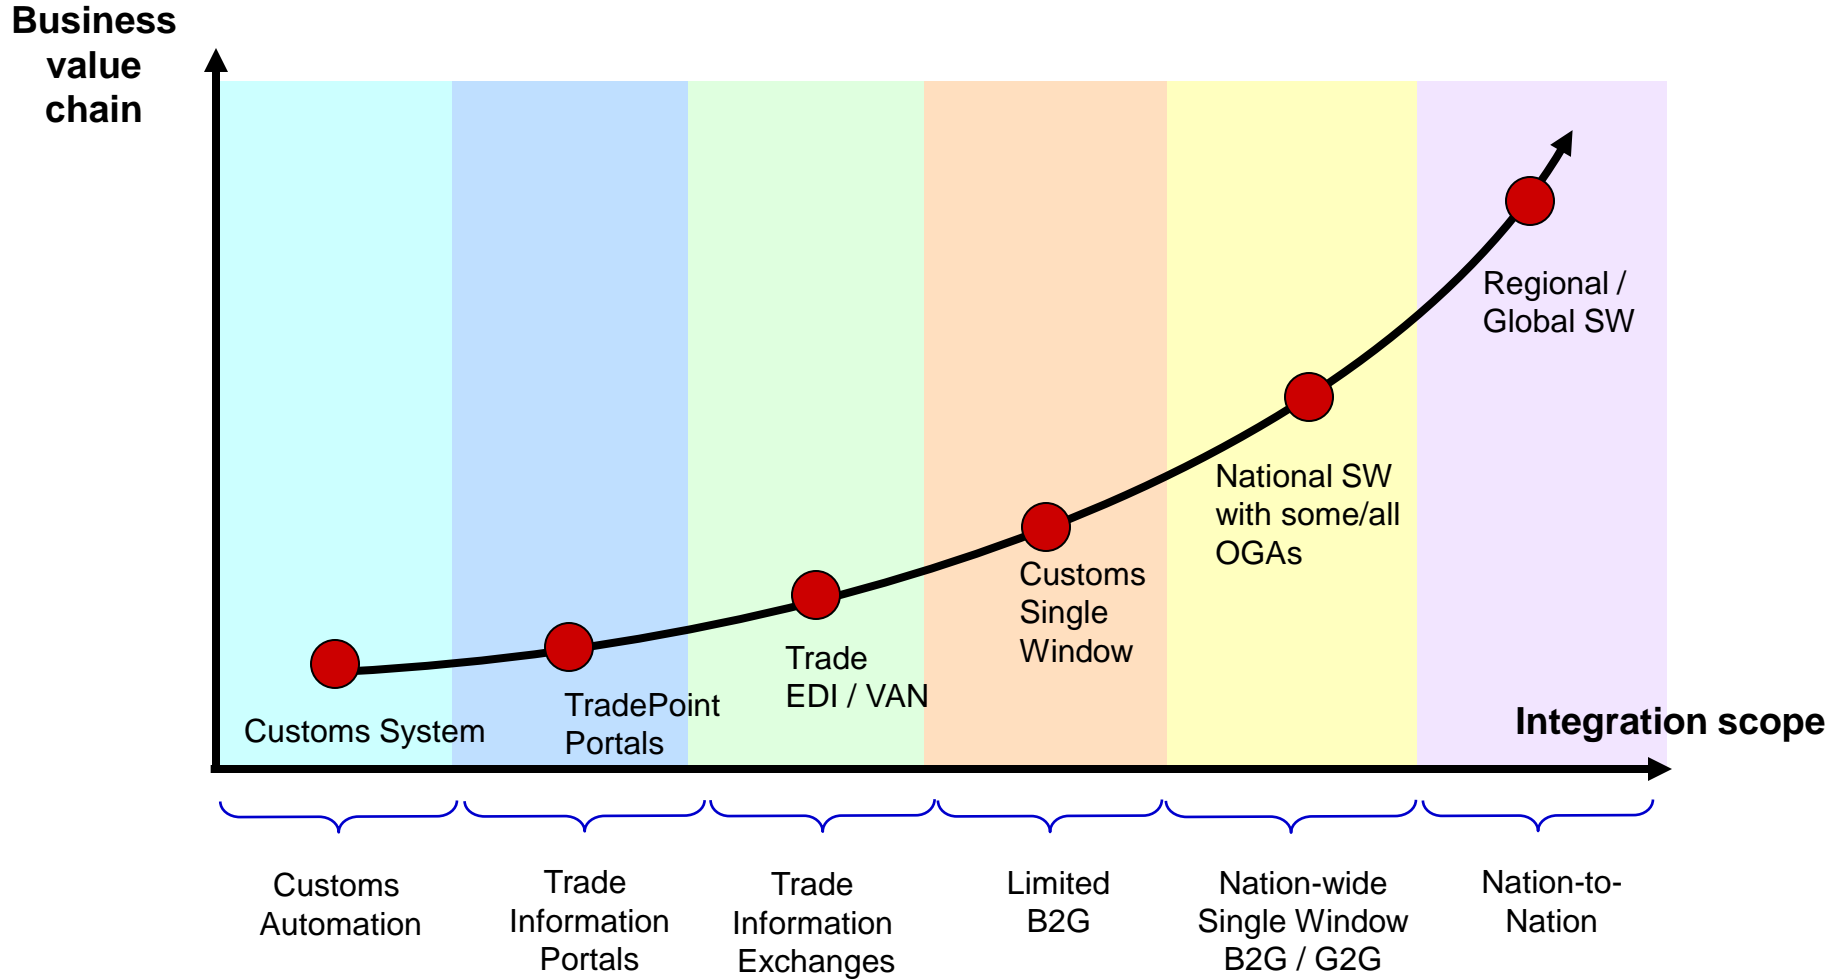 Business
value
chain
Regional /
Global SW
National SW
with some/all
OGAs
Customs
Single
Window
Trade
EDI / VAN
TradePoint
Portals
Customs System
Integration scope
Customs
Automation
Trade
Information
Portals
Trade
Information
Exchanges
Limited
B2G
Nation-wide
Single Window
B2G / G2G
Nation-to-
Nation